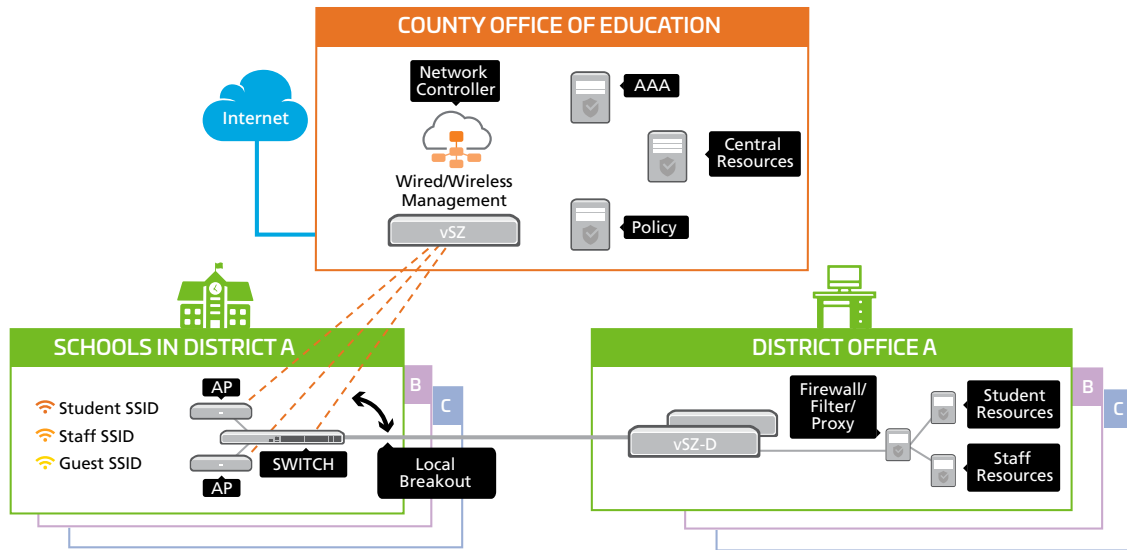 COUNTY OFFICE OF EDUCATION
Internet
Network
Controller
Wired/Wireless
Management
vSZ
AAA
Central
Resources
Policy
SCHOOLS IN DISTRICT A
B
C
Student SSID
Staff SSID
Guest SSID
AP
SWITCH
AP
Local
Breakout
DISTRICT OFFICE A
B
C
vSZ-D
Firewall/
Filter/
Proxy
Student
Resources
Staff
Resources